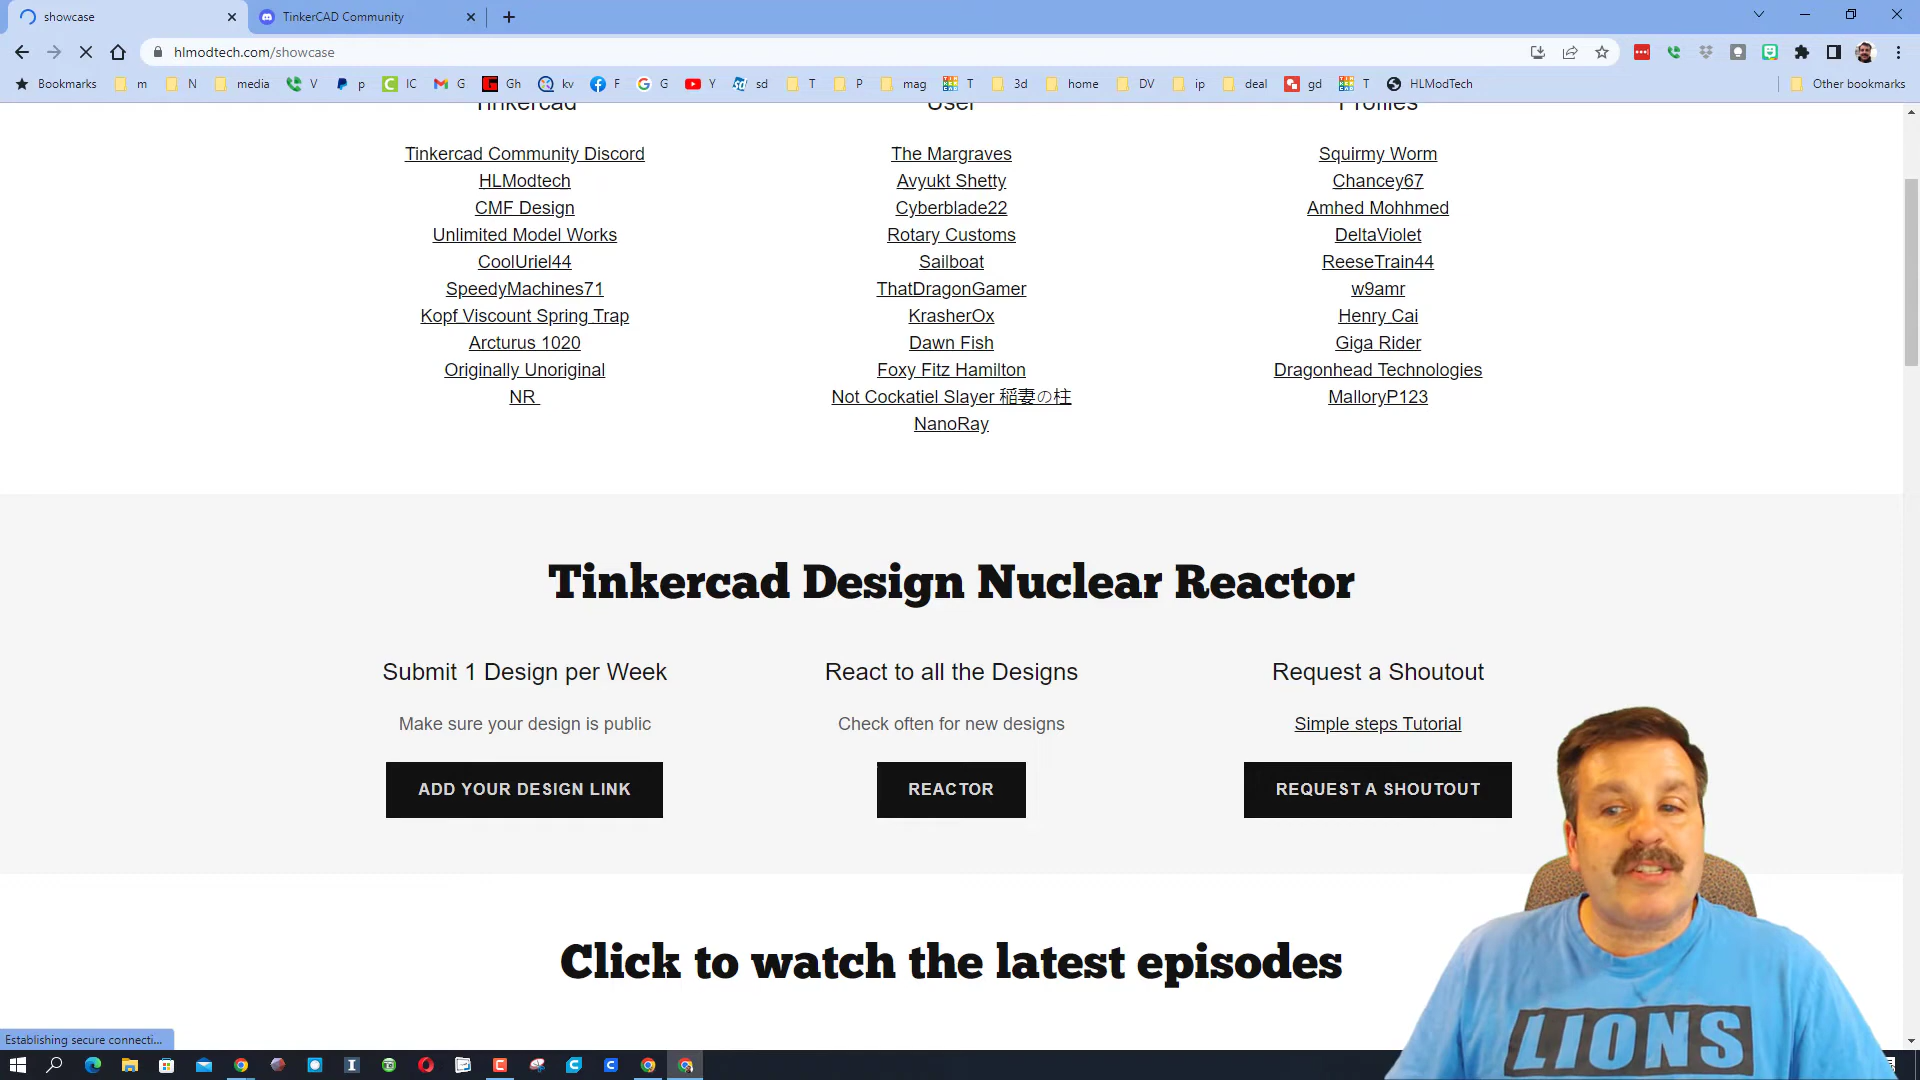 showcase
TinkerCAD Community
hlmodtech.com/showcase
Bookmarks m N media V p IC G Gh kv F G Y sd T P mag T 3d home DV ip deal gd T HLModTech Other bookmarks
Tinkercad User Profiles
Tinkercad Community Discord
HLModtech
CMF Design
Unlimited Model Works
CoolUriel44
SpeedyMachines71
Kopf Viscount Spring Trap
Arcturus 1020
Originally Unoriginal
NR
The Margraves
Avyukt Shetty
Cyberblade22
Rotary Customs
Sailboat
ThatDragonGamer
KrasherOx
Dawn Fish
Foxy Fitz Hamilton
Not Cockatiel Slayer 稲妻の柱
NanoRay
Squirmy Worm
Chancey67
Amhed Mohhmed
DeltaViolet
ReeseTrain44
w9amr
Henry Cai
Giga Rider
Dragonhead Technologies
MalloryP123
Tinkercad Design Nuclear Reactor
Submit 1 Design per Week
Make sure your design is public
ADD YOUR DESIGN LINK
React to all the Designs
Check often for new designs
REACTOR
Request a Shoutout
Simple steps Tutorial
REQUEST A SHOUTOUT
Click to watch the latest episodes
LIONS
Establishing secure connecti...